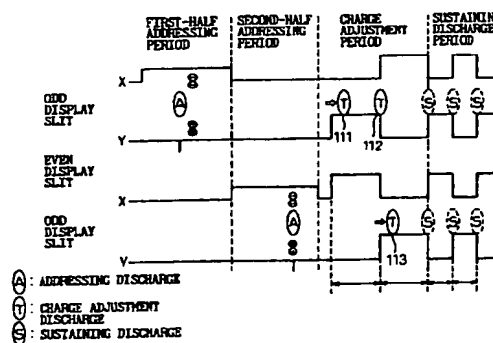 FIRST-HALF ADDRESSING PERIOD
SECOND-HALF ADDRESSING PERIOD
CHARGE ADJUSTMENT PERIOD
SUSTAINING DISCHARGE PERIOD
X
ODD DISPLAY SLIT
A
T
T
S
S
S
111
112
Y
EVEN DISPLAY SLIT
X
ODD DISPLAY SLIT
A
T
S
S
S
113
Y
A : ADDRESSING DISCHARGE
T : CHARGE ADJUSTMENT DISCHARGE
S : SUSTAINING DISCHARGE